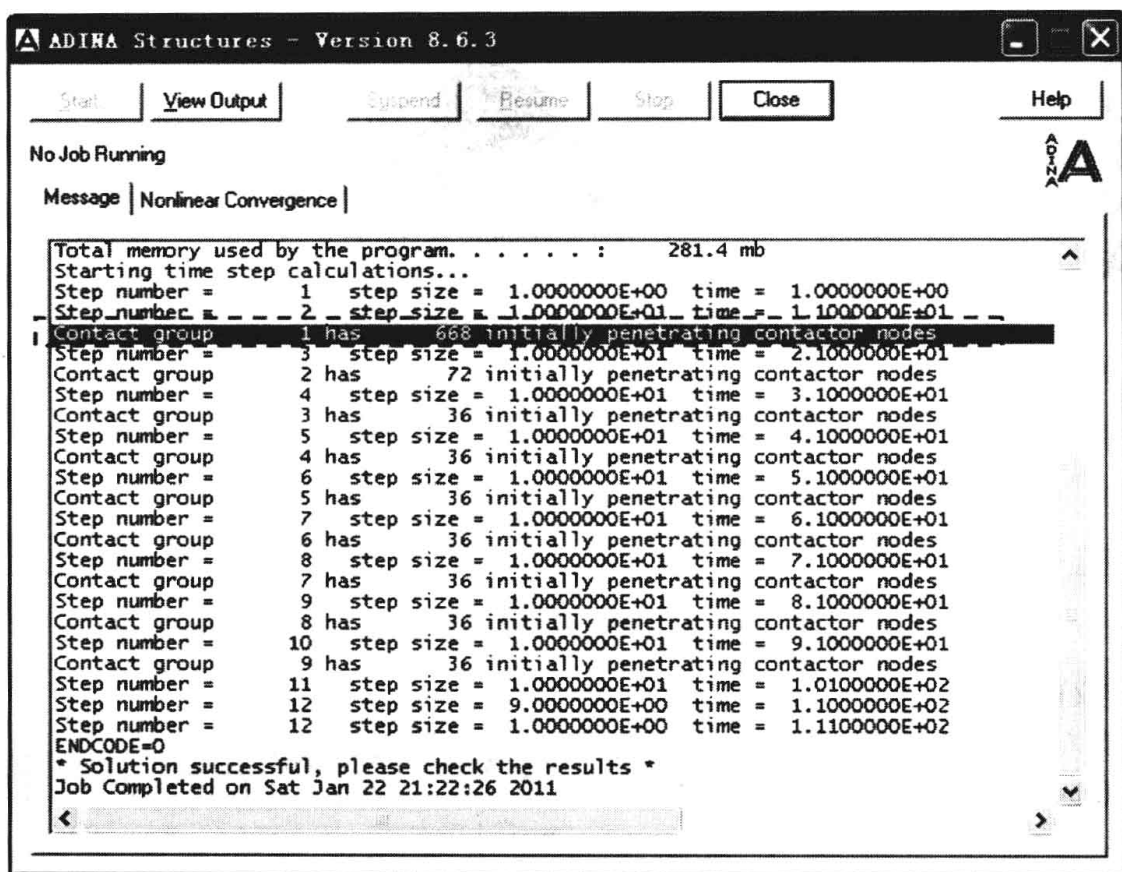 ADINA Structures - Version 8.6.3
Start View Output Suspend Resume Stop Close Help
No Job Running
ADINA A
Message Nonlinear Convergence
Total memory used by the program. . . . . . : 281.4 mb
Starting time step calculations...
Step number = 1 step size = 1.0000000E+00 time = 1.0000000E+00
Step number = 2 step size = 1.0000000E+01 time = 1.1000000E+01
Contact group 1 has 668 initially penetrating contactor nodes
Step number = 3 step size = 1.0000000E+01 time = 2.1000000E+01
Contact group 2 has 72 initially penetrating contactor nodes
Step number = 4 step size = 1.0000000E+01 time = 3.1000000E+01
Contact group 3 has 36 initially penetrating contactor nodes
Step number = 5 step size = 1.0000000E+01 time = 4.1000000E+01
Contact group 4 has 36 initially penetrating contactor nodes
Step number = 6 step size = 1.0000000E+01 time = 5.1000000E+01
Contact group 5 has 36 initially penetrating contactor nodes
Step number = 7 step size = 1.0000000E+01 time = 6.1000000E+01
Contact group 6 has 36 initially penetrating contactor nodes
Step number = 8 step size = 1.0000000E+01 time = 7.1000000E+01
Contact group 7 has 36 initially penetrating contactor nodes
Step number = 9 step size = 1.0000000E+01 time = 8.1000000E+01
Contact group 8 has 36 initially penetrating contactor nodes
Step number = 10 step size = 1.0000000E+01 time = 9.1000000E+01
Contact group 9 has 36 initially penetrating contactor nodes
Step number = 11 step size = 1.0000000E+01 time = 1.0100000E+02
Step number = 12 step size = 9.0000000E+00 time = 1.1000000E+02
Step number = 12 step size = 1.0000000E+00 time = 1.1100000E+02
ENDCODE=0
* Solution successful, please check the results *
Job Completed on Sat Jan 22 21:22:26 2011